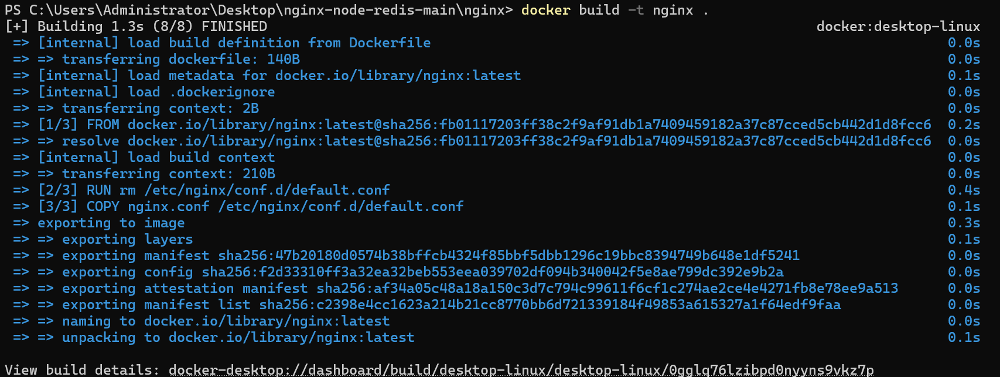 PS C:\Users\Administrator\Desktop\nginx-node-redis-main\nginx> docker build -t nginx .
[+] Building 1.3s (8/8) FINISHED docker:desktop-linux
=> [internal] load build definition from Dockerfile 0.0s
=> => transferring dockerfile: 140B 0.0s
=> [internal] load metadata for docker.io/library/nginx:latest 0.1s
=> [internal] load .dockerignore 0.0s
=> => transferring context: 2B 0.0s
=> [1/3] FROM docker.io/library/nginx:latest@sha256:fb01117203ff38c2f9af91db1a7409459182a37c87cced5cb442d1d8fcc6 0.2s
=> => resolve docker.io/library/nginx:latest@sha256:fb01117203ff38c2f9af91db1a7409459182a37c87cced5cb442d1d8fcc6 0.0s
=> [internal] load build context 0.0s
=> => transferring context: 210B 0.0s
=> [2/3] RUN rm /etc/nginx/conf.d/default.conf 0.4s
=> [3/3] COPY nginx.conf /etc/nginx/conf.d/default.conf 0.1s
=> exporting to image 0.3s
=> => exporting layers 0.1s
=> => exporting manifest sha256:47b20180d0574b38bffcb4324f85bbf5dbb1296c19bbc8394749b648e1df5241 0.0s
=> => exporting config sha256:f2d33310ff3a32ea32beb553eea039702df094b340042f5e8ae799dc392e9b2a 0.0s
=> => exporting attestation manifest sha256:af34a05c48a18a150c3d7c794c99611f6cf1c274ae2ce4e4271fb8e78ee9a513 0.0s
=> => exporting manifest list sha256:c2398e4cc1623a214b21cc8770bb6d721339184f49853a615327a1f64edf9faa 0.0s
=> => naming to docker.io/library/nginx:latest 0.0s
=> => unpacking to docker.io/library/nginx:latest 0.1s
View build details: docker-desktop://dashboard/build/desktop-linux/desktop-linux/0gglq76lzibpd0nyyns9vkz7p